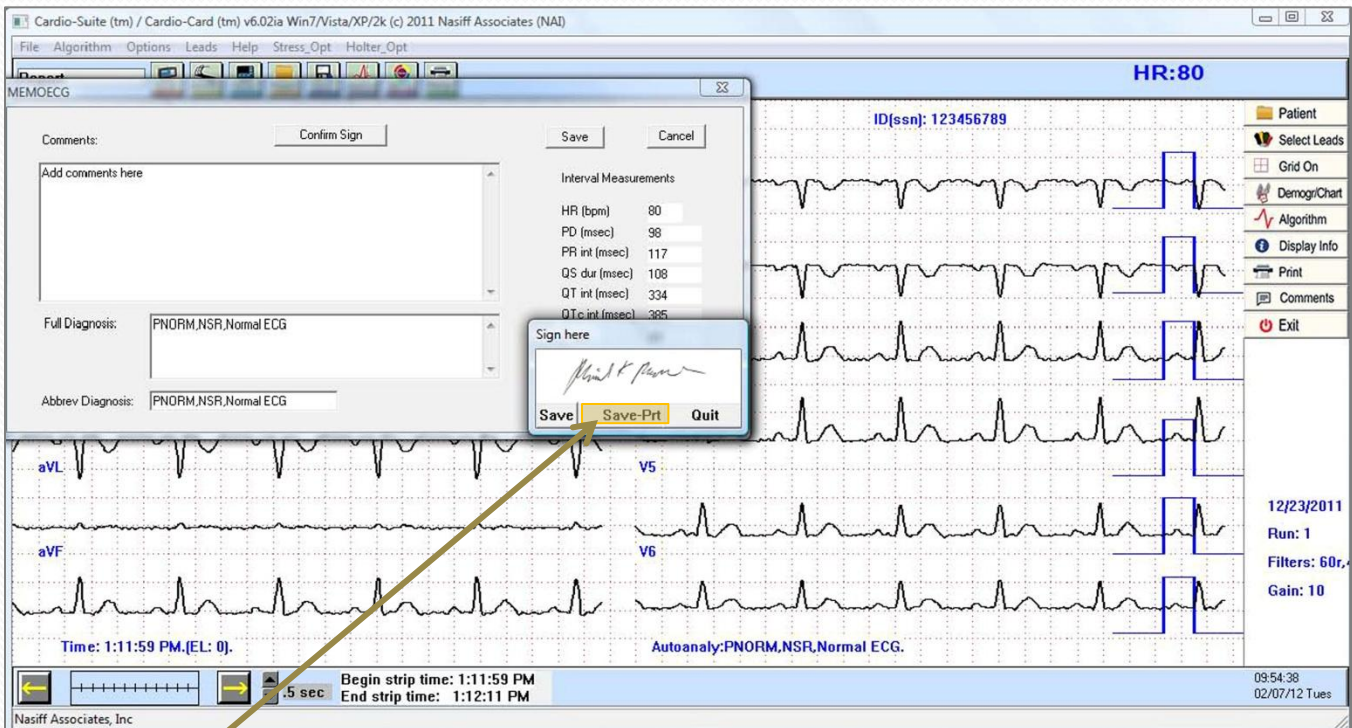 Cardio-Suite (tm) / Cardio-Card (tm) v6.02ia Win7/Vista/XP/2k (c) 2011 Nasiff Associates (NAI)
File Algorithm Options Leads Help Stress_Opt Holter_Opt
HR:80
MEMOECG
ID(ssn): 123456789
Comments:
Confirm Sign
Save
Cancel
Add comments here
Interval Measurements
HR (bpm) 80
PD (msec) 98
PR int (msec) 117
QS dur (msec) 108
QT int (msec) 334
QTc int (msec) 385
Full Diagnosis: PNORM,NSR,Normal ECG
Abbrev Diagnosis: PNORM,NSR,Normal ECG
Sign here
Save Save-Prt Quit
Patient
Select Leads
Grid On
Demogr/Chart
Algorithm
Display Info
Print
Comments
Exit
aVL
V5
aVF
V6
12/23/2011
Run: 1
Filters: 60r,
Gain: 10
Time: 1:11:59 PM.(EL: 0).
Autoanaly:PNORM,NSR,Normal ECG.
.5 sec
Begin strip time: 1:11:59 PM
End strip time: 1:12:11 PM
09:54:38
02/07/12 Tues
Nasiff Associates, Inc